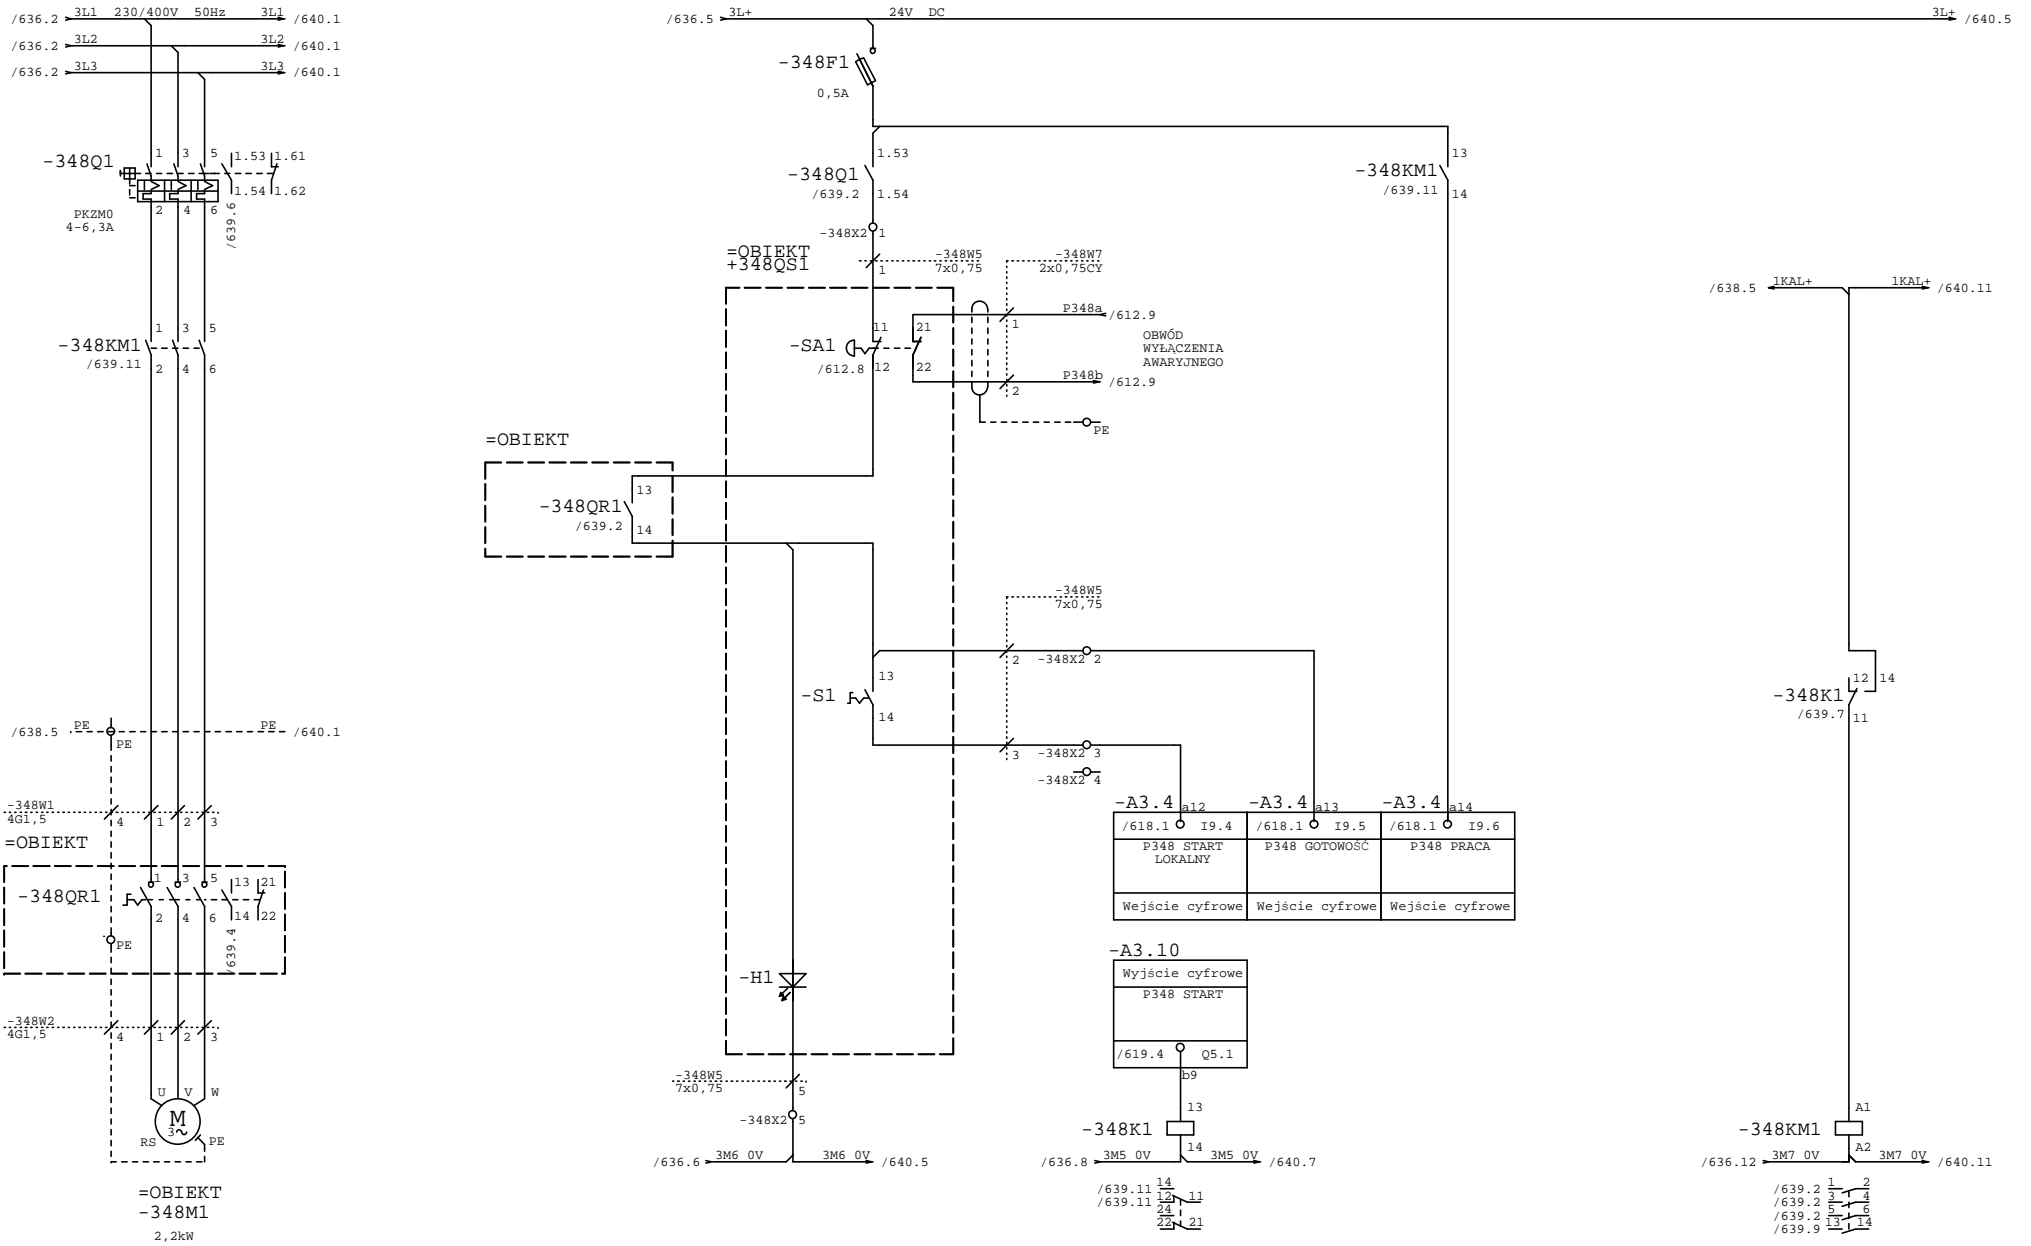 /636.2 3L1 230/400V 50Hz 3L1 /640.1
/636.2 3L2 3L2 /640.1
/636.2 3L3 3L3 /640.1
-348Q1
1 3 5 1.53 1.61
2 4 6 1.54 1.62
PKZM0
4-6,3A
/639.6
-348KM1
/639.11
1 3 5
2 4 6
/638.5 PE PE /640.1
PE
-348W1
4G1,5
4 1 2 3
=OBIEKT
-348QR1
1 3 5 13 21
2 4 6 14 22
PE
/639.4
-348W2
4G1,5
4 1 2 3
U V W
M
3~
RS PE
=OBIEKT
-348M1
2,2kW
/636.5 3L+ 24V DC 3L+ /640.5
-348F1
0,5A
-348Q1
/639.2
1.53
1.54
-348X2 1
=OBIEKT
+348QS1
-348W5
7x0,75
1
-348W7
2x0,75CY
-SA1
/612.8
11 21
12 22
P348a /612.9
1
OBWÓD
WYŁĄCZENIA
AWARYJNEGO
P348b /612.9
2
PE
=OBIEKT
-348QR1
/639.2
13
14
-348W5
7x0,75
2 -348X2 2
-S1
13
14
3 -348X2 3
-348X2 4
-348KM1
/639.11
13
14
-A3.4 a12 -A3.4 a13 -A3.4 a14
/618.1 I9.4 /618.1 I9.5 /618.1 I9.6
P348 START
LOKALNY
P348 GOTOWOŚĆ
P348 PRACA
Wejście cyfrowe Wejście cyfrowe Wejście cyfrowe
-A3.10
Wyjście cyfrowe
P348 START
/619.4 Q5.1
b9
-H1
-348W5
7x0,75
5
-348X2 5
/636.6 3M6 0V 3M6 0V /640.5
-348K1
13
14
/636.8 3M5 0V 3M5 0V /640.7
14
/639.11
12 11
/639.11
24
22 21
/638.5 1KAL+ 1KAL+ /640.11
-348K1
/639.7
12 14
11
-348KM1
A1
A2
/636.12 3M7 0V 3M7 0V /640.11
/639.2 1 2
/639.2 3 4
/639.2 5 6
/639.9 13 14